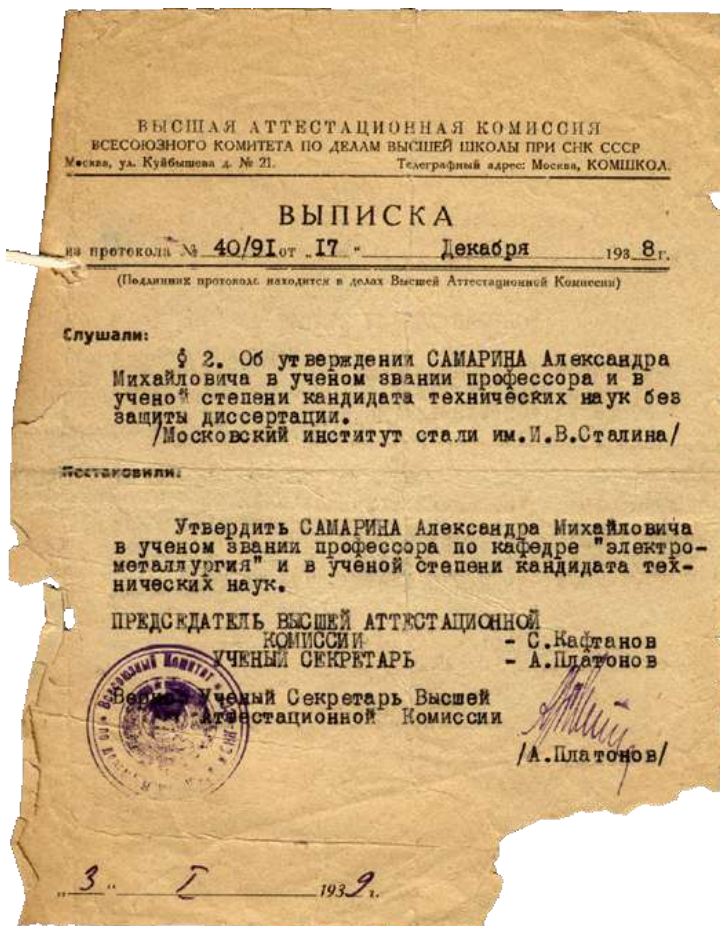 ВЫСШАЯ АТТЕСТАЦИОННАЯ КОМИССИЯ
ВСЕСОЮЗНОГО КОМИТЕТА ПО ДЕЛАМ ВЫСШЕЙ ШКОЛЫ ПРИ СНК СССР
Москва, ул. Куйбышева д. № 21. Телеграфный адрес: Москва, КОМШКОЛ.
ВЫПИСКА
из протокола № 40/91 от „17" Декабря 1938 г.
(Подлинник протокола находится в делах Высшей Аттестационной Комиссии)
Слушали:
§ 2. Об утверждении САМАРИНА Александра
Михайловича в ученом звании профессора и в
ученой степени кандидата технических наук без
защиты диссертации.
/Московский институт стали им.И.В.Сталина/
Постановили:
Утвердить САМАРИНА Александра Михайловича
в ученом звании профессора по кафедре "электро-
металлургия" и в ученой степени кандидата тех-
нических наук.
ПРЕДСЕДАТЕЛЬ ВЫСШЕЙ АТТЕСТАЦИОННОЙ
КОМИССИИ - С.Кафтанов
УЧЕНЫЙ СЕКРЕТАРЬ - А.Платонов
Верно: Ученый Секретарь Высшей
Аттестационной Комиссии
/А.Платонов/
Всесоюзный Комитет
„3" I 1939 г.